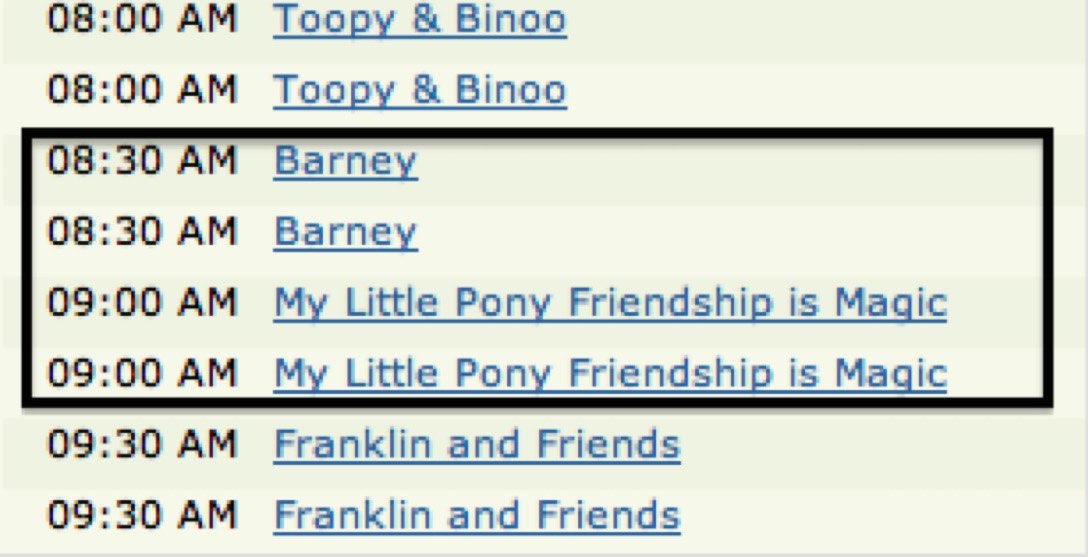 08:00 AM Toopy & Binoo
08:00 AM Toopy & Binoo
08:30 AM Barney
08:30 AM Barney
09:00 AM My Little Pony Friendship is Magic
09:00 AM My Little Pony Friendship is Magic
09:30 AM Franklin and Friends
09:30 AM Franklin and Friends